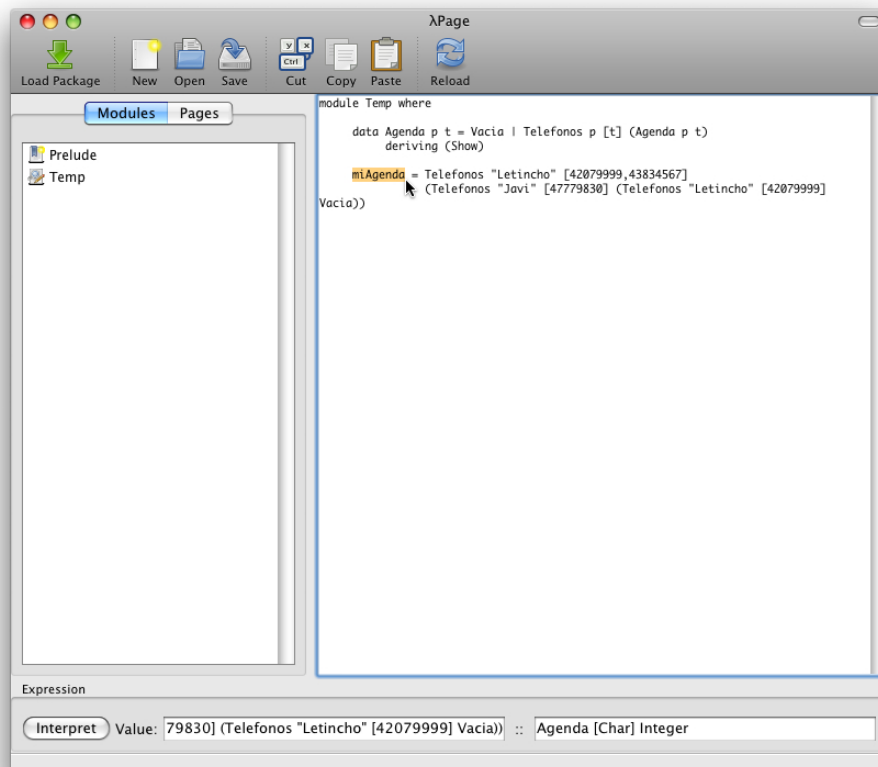 λPage
Load Package New Open Save Cut Copy Paste Reload
y x
Ctrl
Modules Pages
Prelude
Temp
module Temp where
data Agenda p t = Vacia | Telefonos p [t] (Agenda p t)
deriving (Show)
miAgenda = Telefonos "Letincho" [42079999,43834567]
(Telefonos "Javi" [47779830] (Telefonos "Letincho" [42079999]
Vacia))
Expression
Interpret Value: 79830] (Telefonos "Letincho" [42079999] Vacia)) :: Agenda [Char] Integer